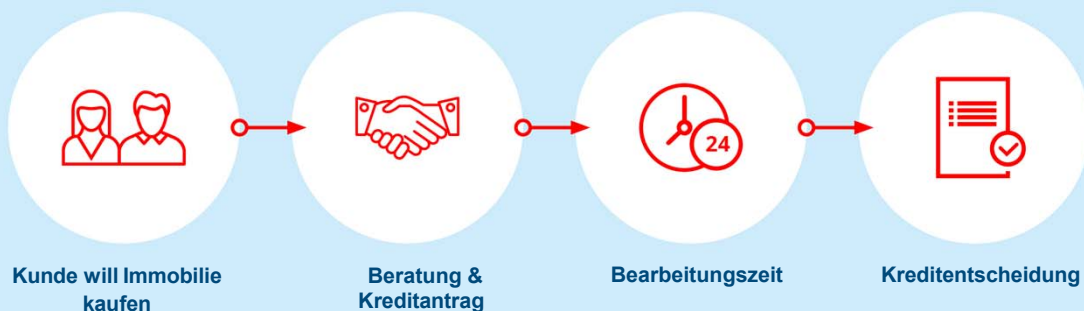 24
Kunde will Immobilie
kaufen
Beratung &
Kreditantrag
Bearbeitungszeit
Kreditentscheidung